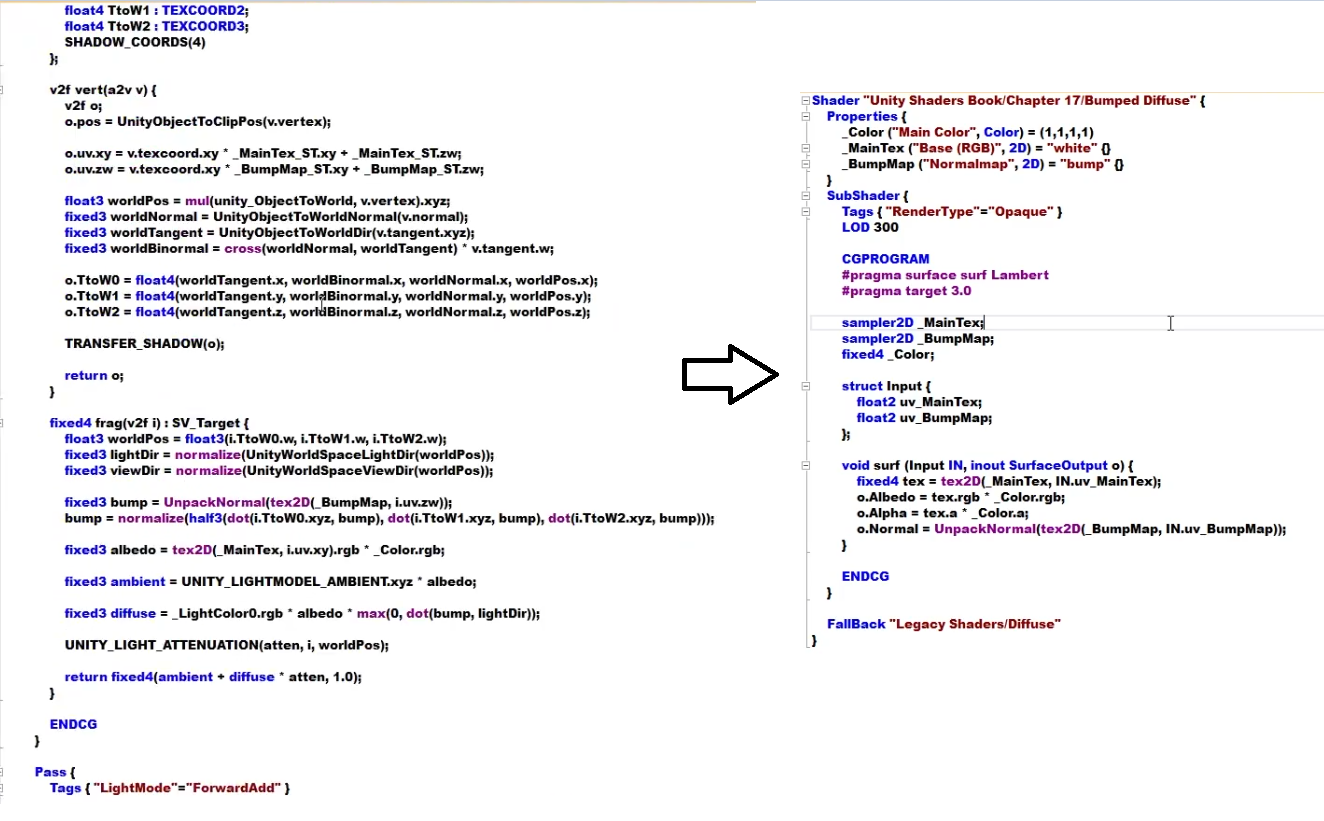 float4 TtoW1 : TEXCOORD2;
float4 TtoW2 : TEXCOORD3;
SHADOW_COORDS(4)
};
v2f vert(a2v v) {
v2f o;
o.pos = UnityObjectToClipPos(v.vertex);
o.uv.xy = v.texcoord.xy * _MainTex_ST.xy + _MainTex_ST.zw;
o.uv.zw = v.texcoord.xy * _BumpMap_ST.xy + _BumpMap_ST.zw;
float3 worldPos = mul(unity_ObjectToWorld, v.vertex).xyz;
fixed3 worldNormal = UnityObjectToWorldNormal(v.normal);
fixed3 worldTangent = UnityObjectToWorldDir(v.tangent.xyz);
fixed3 worldBinormal = cross(worldNormal, worldTangent) * v.tangent.w;
o.TtoW0 = float4(worldTangent.x, worldBinormal.x, worldNormal.x, worldPos.x);
o.TtoW1 = float4(worldTangent.y, worldBinormal.y, worldNormal.y, worldPos.y);
o.TtoW2 = float4(worldTangent.z, worldBinormal.z, worldNormal.z, worldPos.z);
TRANSFER_SHADOW(o);
return o;
}
fixed4 frag(v2f i) : SV_Target {
float3 worldPos = float3(i.TtoW0.w, i.TtoW1.w, i.TtoW2.w);
fixed3 lightDir = normalize(UnityWorldSpaceLightDir(worldPos));
fixed3 viewDir = normalize(UnityWorldSpaceViewDir(worldPos));
fixed3 bump = UnpackNormal(tex2D(_BumpMap, i.uv.zw));
bump = normalize(half3(dot(i.TtoW0.xyz, bump), dot(i.TtoW1.xyz, bump), dot(i.TtoW2.xyz, bump)));
fixed3 albedo = tex2D(_MainTex, i.uv.xy).rgb * _Color.rgb;
fixed3 ambient = UNITY_LIGHTMODEL_AMBIENT.xyz * albedo;
fixed3 diffuse = _LightColor0.rgb * albedo * max(0, dot(bump, lightDir));
UNITY_LIGHT_ATTENUATION(atten, i, worldPos);
return fixed4(ambient + diffuse * atten, 1.0);
}
ENDCG
}
Pass {
Tags { "LightMode"="ForwardAdd" }
Shader "Unity Shaders Book/Chapter 17/Bumped Diffuse" {
Properties {
_Color ("Main Color", Color) = (1,1,1,1)
_MainTex ("Base (RGB)", 2D) = "white" {}
_BumpMap ("Normalmap", 2D) = "bump" {}
}
SubShader {
Tags { "RenderType"="Opaque" }
LOD 300
CGPROGRAM
#pragma surface surf Lambert
#pragma target 3.0
sampler2D _MainTex;
sampler2D _BumpMap;
fixed4 _Color;
struct Input {
float2 uv_MainTex;
float2 uv_BumpMap;
};
void surf (Input IN, inout SurfaceOutput o) {
fixed4 tex = tex2D(_MainTex, IN.uv_MainTex);
o.Albedo = tex.rgb * _Color.rgb;
o.Alpha = tex.a * _Color.a;
o.Normal = UnpackNormal(tex2D(_BumpMap, IN.uv_BumpMap));
}
ENDCG
}
FallBack "Legacy Shaders/Diffuse"
}